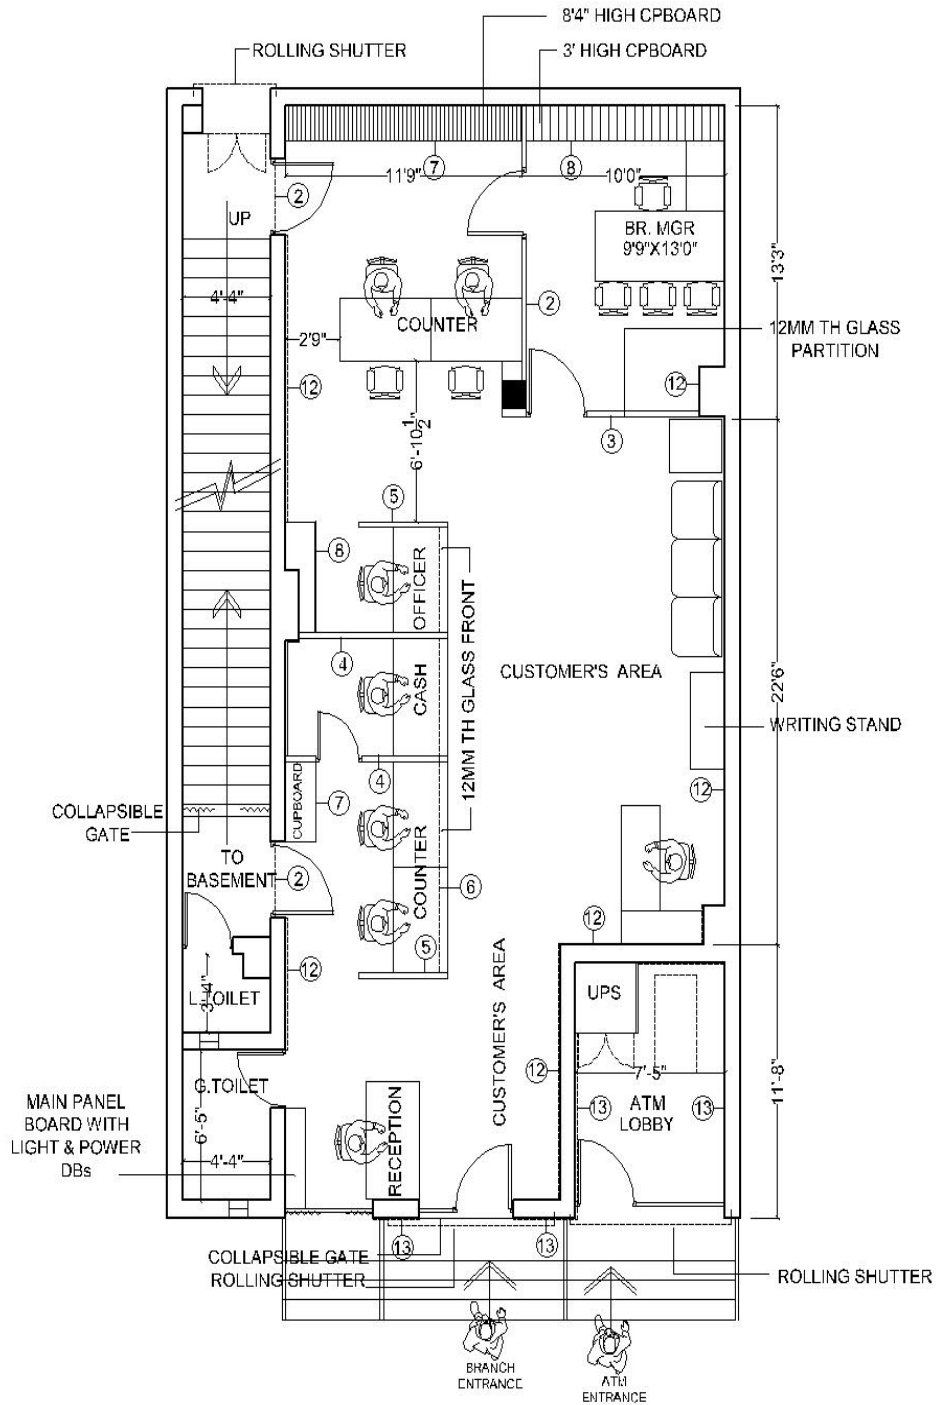 8'4" HIGH CPBOARD
ROLLING SHUTTER
3' HIGH CPBOARD
7
8
11'9"
10'0"
2
UP
BR. MGR
9'9"X13'0"
13'3"
4'-4"
2
COUNTER
2'9"
12MM TH GLASS
PARTITION
12
12
6'-10 1/2"
3
5
8
OFFICER
12MM TH GLASS FRONT
4
CASH
CUSTOMER'S AREA
22'6"
WRITING STAND
4
CUPBOARD
7
12
COLLAPSIBLE
GATE
TO
BASEMENT
2
COUNTER
6
12
5
12
3'-4"
L.TOILET
CUSTOMER'S AREA
UPS
12
7'-5"
11'-8"
G.TOILET
MAIN PANEL
BOARD WITH
LIGHT & POWER
DBs
6'-5"
4'-4"
RECEPTION
13
ATM
LOBBY
13
13
13
COLLAPSIBLE GATE
ROLLING SHUTTER
ROLLING SHUTTER
BRANCH
ENTRANCE
ATM
ENTRANCE